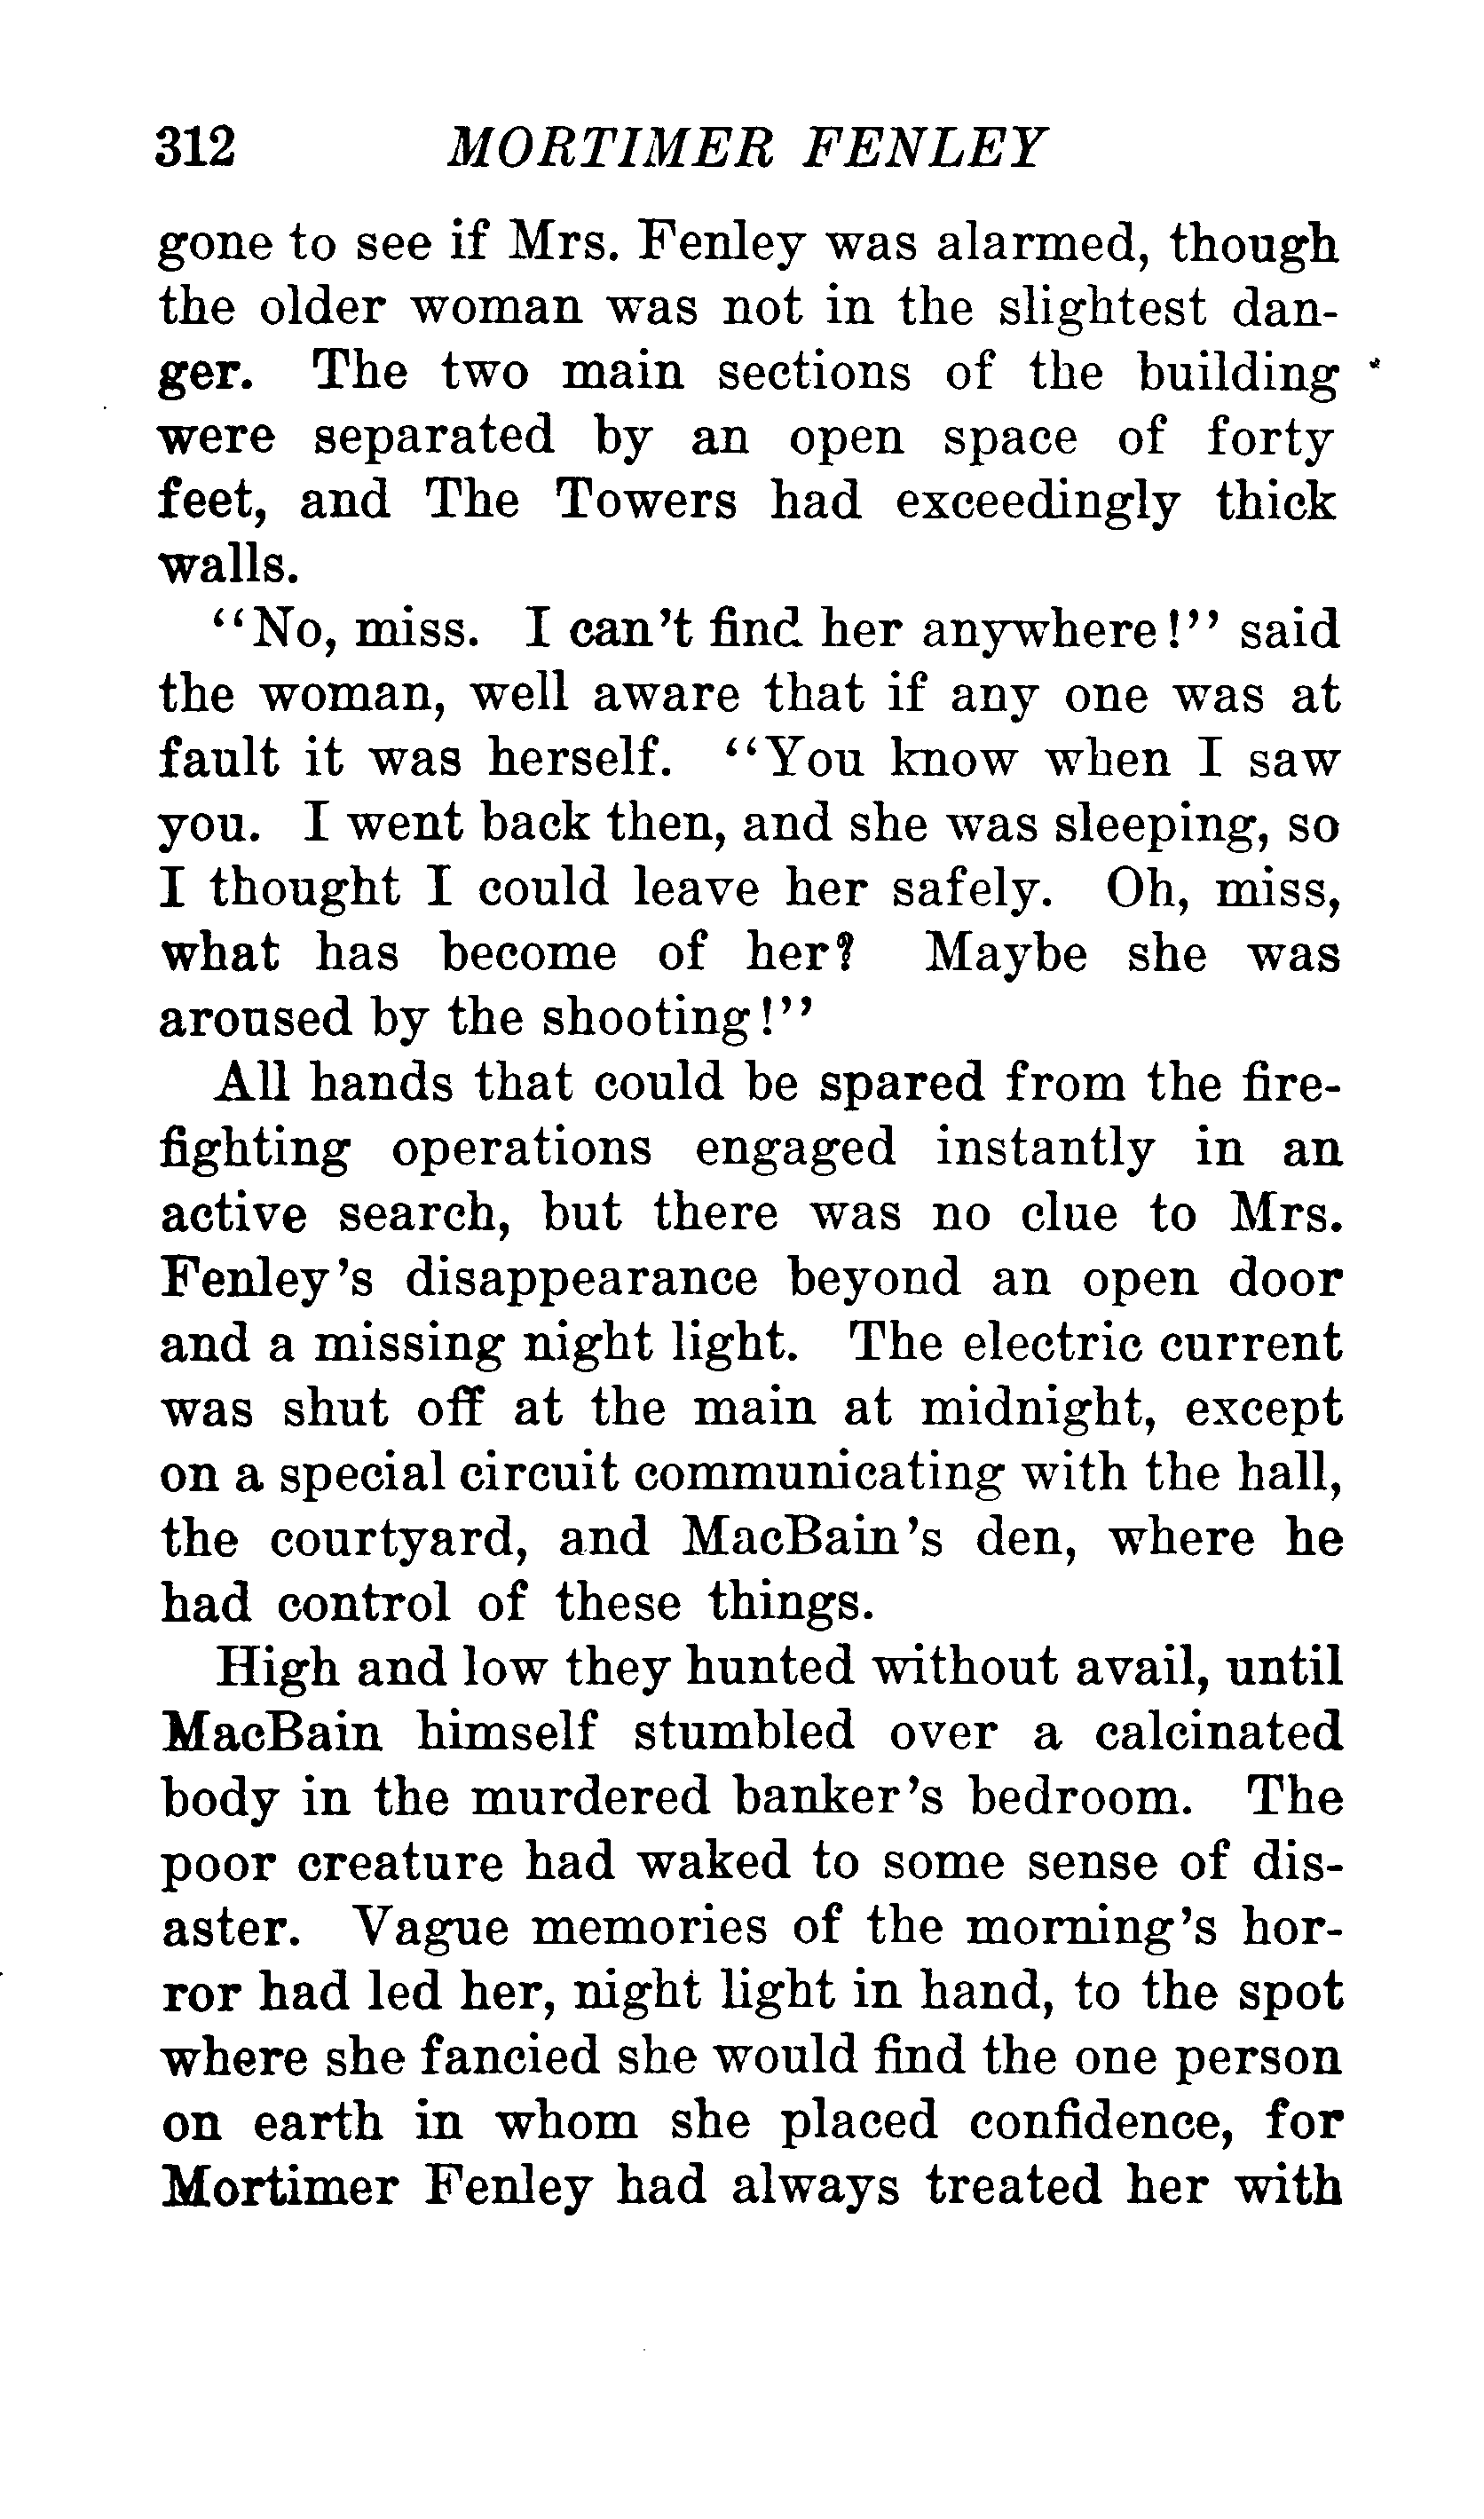 312 MORTIMER FENLEY
gone to see if Mrs. Fenley was alarmed, though
the older woman was not in the slightest dan-
ger. The two main sections of the building
were separated by an open space of forty
feet, and The Towers had exceedingly thick
walls.
"No, miss. I can't find her anywhere!" said
the woman, well aware that if any one was at
fault it was herself. "You know when I saw
you. I went back then, and she was sleeping, so
I thought I could leave her safely. Oh, miss,
what has become of her? Maybe she was
aroused by the shooting!"
All hands that could be spared from the fire-
fighting operations engaged instantly in an
active search, but there was no clue to Mrs.
Fenley's disappearance beyond an open door
and a missing night light. The electric current
was shut off at the main at midnight, except
on a special circuit communicating with the hall,
the courtyard, and MacBain's den, where he
had control of these things.
High and low they hunted without avail, until
MacBain himself stumbled over a calcinated
body in the murdered banker's bedroom. The
poor creature had waked to some sense of dis-
aster. Vague memories of the morning's hor-
ror had led her, night light in hand, to the spot
where she fancied she would find the one person
on earth in whom she placed confidence, for
Mortimer Fenley had always treated her with